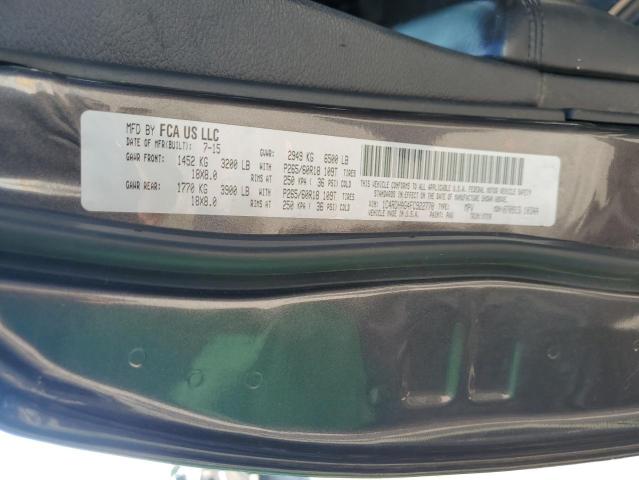 MFD BY FCA US LLC
DATE OF MFR(BUILT): 7-15 GVWR: 2949 KG 6500 LB
GAWR FRONT: 1452 KG 3200 LB WITH P265/60R18 109T
18X8.0 RIMS AT 250 KPA ( 36 PSI) COLD
GAWR REAR: 1770 KG 3900 LB WITH P265/60R18 109T
18X8.0 RIMS AT 250 KPA ( 36 PSI) COLD
THIS VEHICLE CONFORMS TO ALL APPLICABLE U.S.A. FEDERAL MOTOR VEHICLE SAFETY
STANDARDS IN EFFECT ON THE DATE OF MANUFACTURE SHOWN ABOVE.
VIN: TYPE: MPV
MADE IN U.S.A. PAINT: